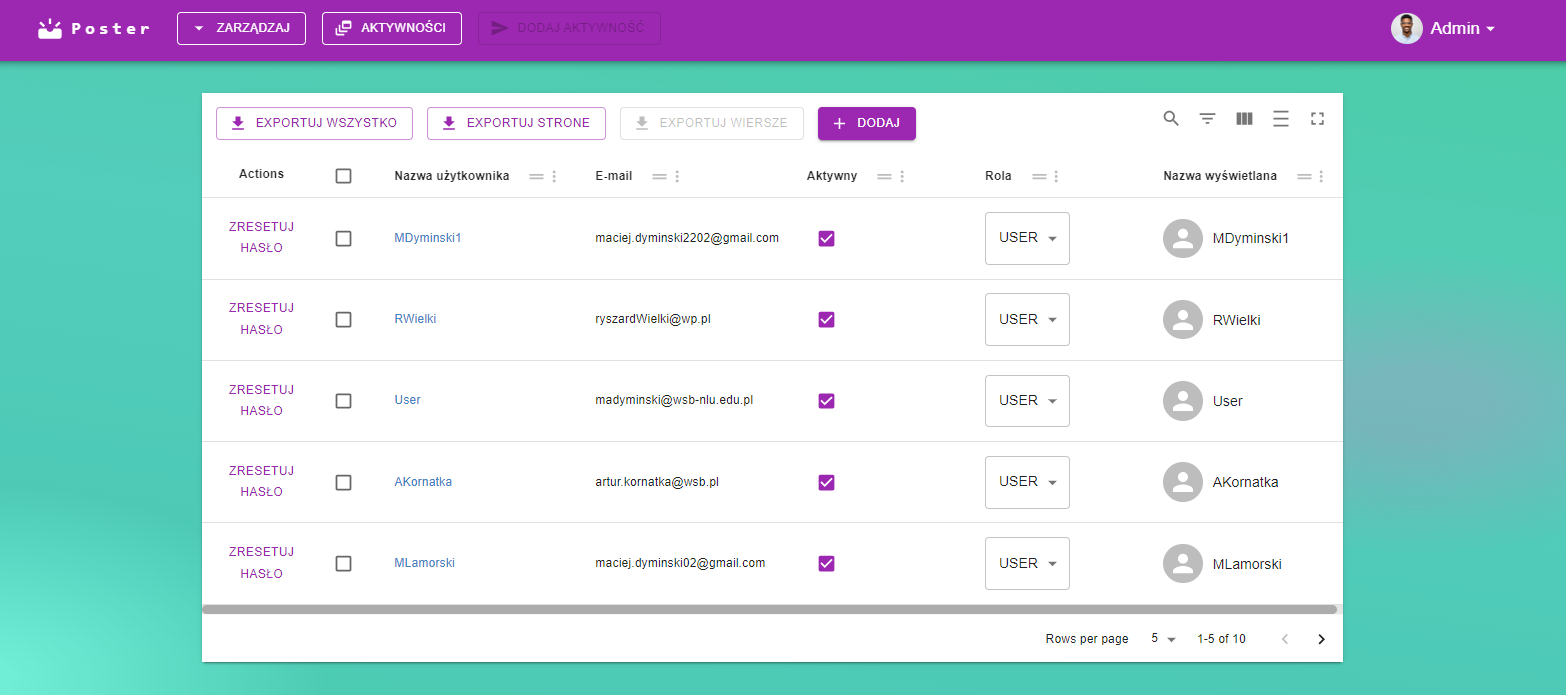 Poster
ZARZĄDZAJ
AKTYWNOŚCI
DODAJ AKTYWNOŚĆ
Admin
EXPORTUJ WSZYSTKO
EXPORTUJ STRONE
EXPORTUJ WIERSZE
DODAJ
Actions
Nazwa użytkownika
E-mail
Aktywny
Rola
Nazwa wyświetlana
ZRESETUJ
HASŁO
MDyminski1
maciej.dyminski2202@gmail.com
USER
MDyminski1
ZRESETUJ
HASŁO
RWielki
ryszardWielki@wp.pl
USER
RWielki
ZRESETUJ
HASŁO
User
madyminski@wsb-nlu.edu.pl
USER
User
ZRESETUJ
HASŁO
AKornatka
artur.kornatka@wsb.pl
USER
AKornatka
ZRESETUJ
HASŁO
MLamorski
maciej.dyminski02@gmail.com
USER
MLamorski
Rows per page
5
1-5 of 10